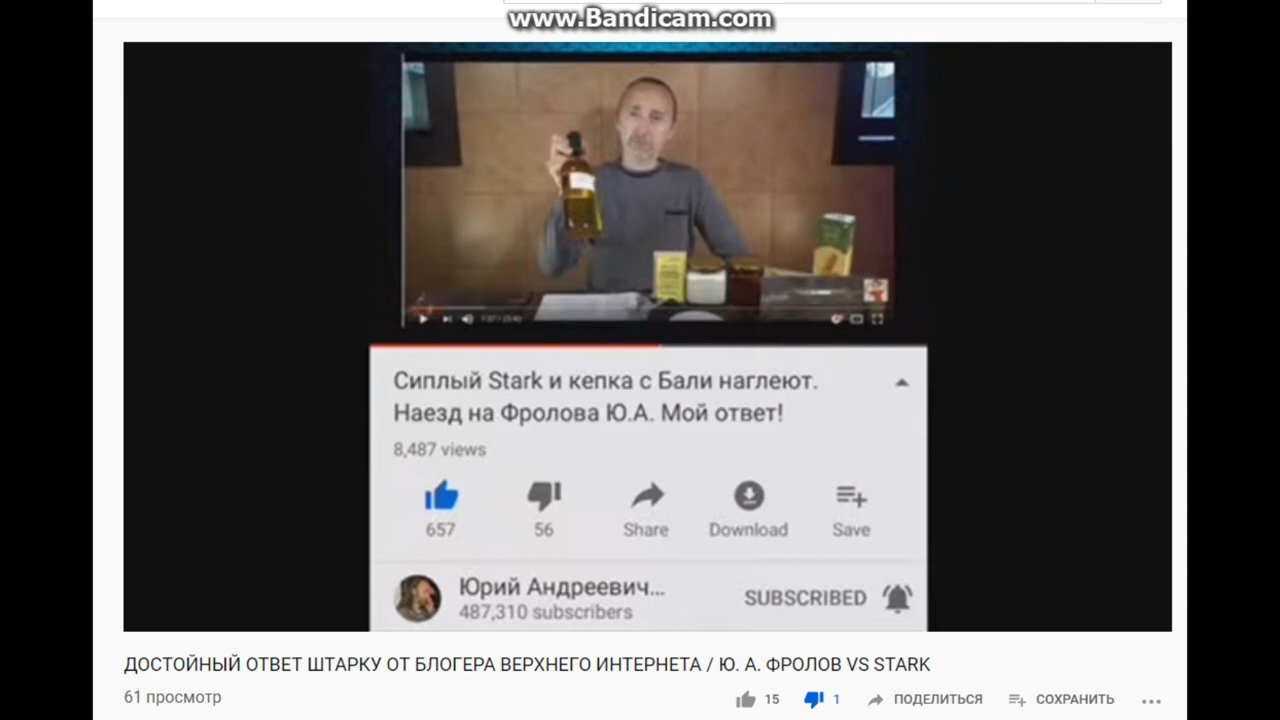 www.Bandicam.com
Сиплый Stark и кепка с Бали наглеют.
Наезд на Фролова Ю.А. Мой ответ!
8,487 views
657
56
Share
Download
Save
Юрий Андреевич...
487,310 subscribers
SUBSCRIBED
ДОСТОЙНЫЙ ОТВЕТ ШТАРКУ ОТ БЛОГЕРА ВЕРХНЕГО ИНТЕРНЕТА / Ю. А. ФРОЛОВ VS STARK
61 просмотр
15
1
ПОДЕЛИТЬСЯ
СОХРАНИТЬ